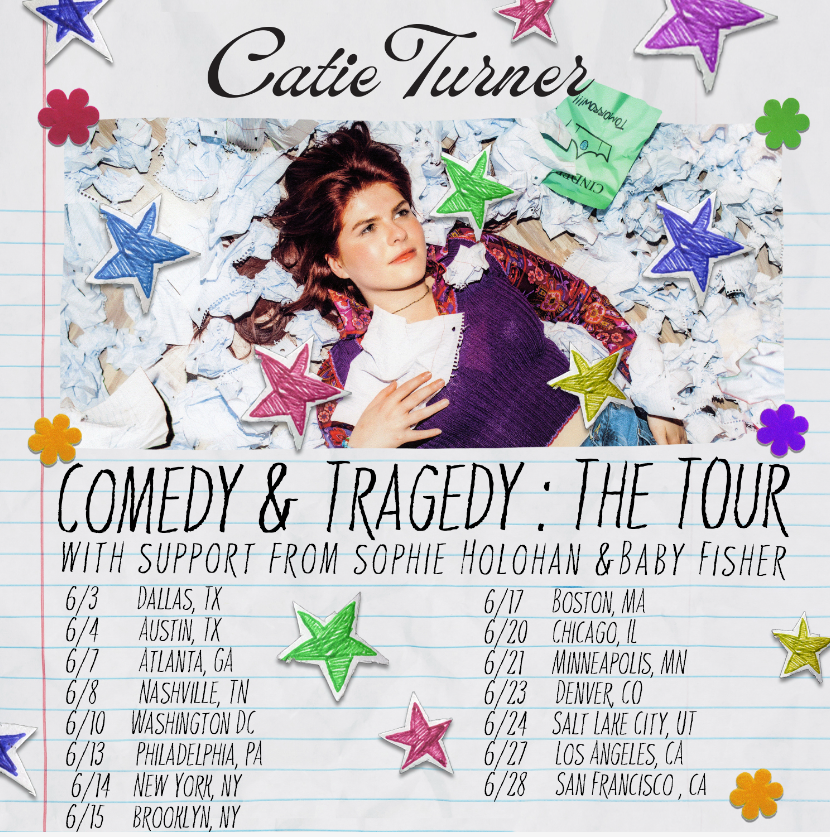 Catie Turner
TOMORROW!!!
COMEDY & TRAGEDY : THE TOUR
WITH SUPPORT FROM SOPHIE HOLOHAN & BABY FISHER
6/3 DALLAS, TX
6/4 AUSTIN, TX
6/7 ATLANTA, GA
6/8 NASHVILLE, TN
6/10 WASHINGTON DC
6/13 PHILADELPHIA, PA
6/14 NEW YORK, NY
6/15 BROOKLYN, NY
6/17 BOSTON, MA
6/20 CHICAGO, IL
6/21 MINNEAPOLIS, MN
6/23 DENVER, CO
6/24 SALT LAKE CITY, UT
6/27 LOS ANGELES, CA
6/28 SAN FRANCISCO, CA